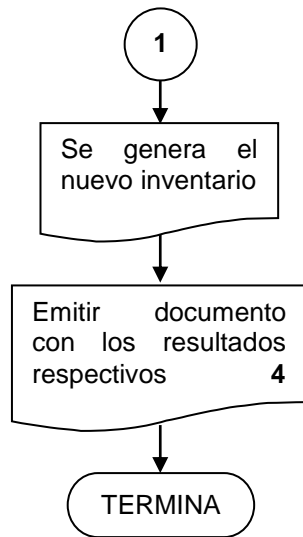 1
Se genera el
nuevo inventario
Emitir documento
con los resultados
respectivos 4
TERMINA